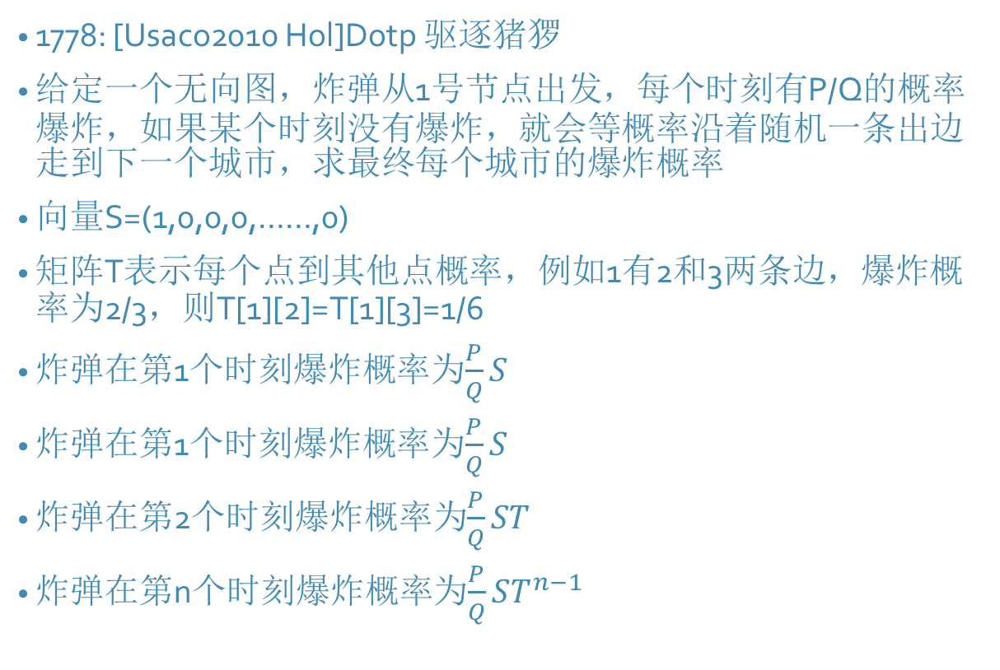 • 1778: [Usaco2010 Hol]Dotp 驱逐猪猡
• 给定一个无向图，炸弹从1号节点出发，每个时刻有P/Q的概率
爆炸，如果某个时刻没有爆炸，就会等概率沿着随机一条出边
走到下一个城市，求最终每个城市的爆炸概率
• 向量S=(1,0,0,0,……,0)
• 矩阵T表示每个点到其他点概率，例如1有2和3两条边，爆炸概
率为2/3，则T[1][2]=T[1][3]=1/6
• 炸弹在第1个时刻爆炸概率为$\frac{P}{Q}S$
• 炸弹在第1个时刻爆炸概率为$\frac{P}{Q}S$
• 炸弹在第2个时刻爆炸概率为$\frac{P}{Q}ST$
• 炸弹在第n个时刻爆炸概率为$\frac{P}{Q}ST^{n-1}$